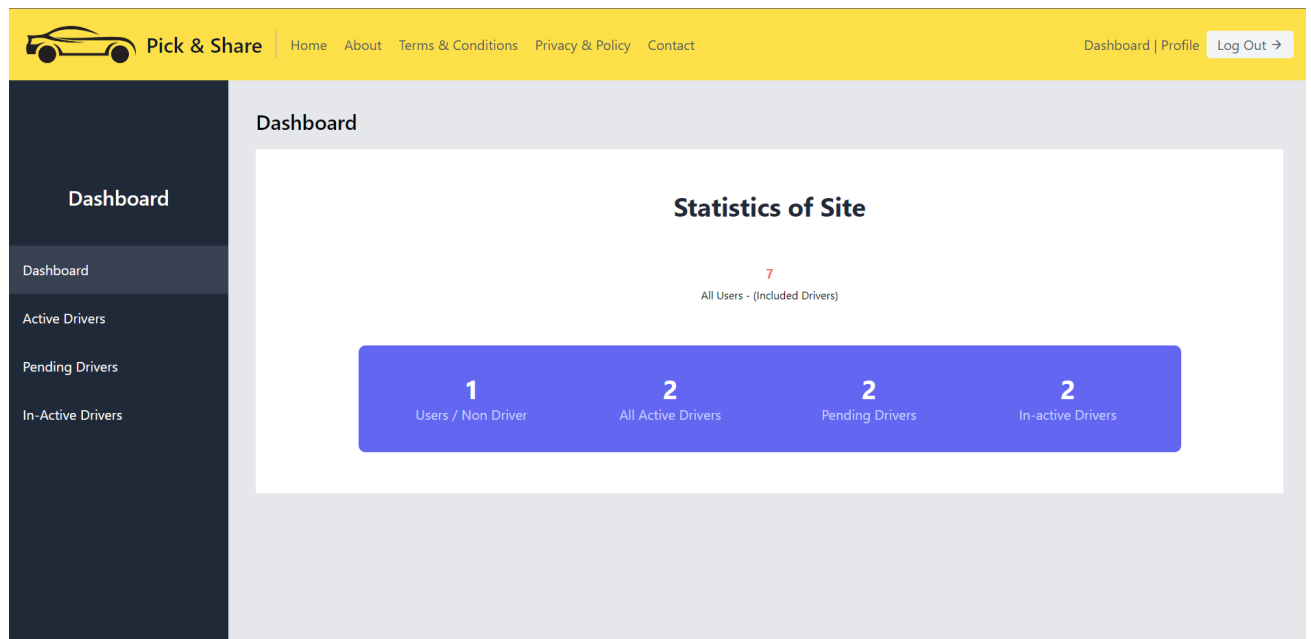 Pick & Share Home About Terms & Conditions Privacy & Policy Contact Dashboard | Profile Log Out →
Dashboard
Dashboard
Active Drivers
Pending Drivers
In-Active Drivers
Dashboard
Statistics of Site
7
All Users - (Included Drivers)
1 2 2 2
Users / Non Driver All Active Drivers Pending Drivers In-active Drivers